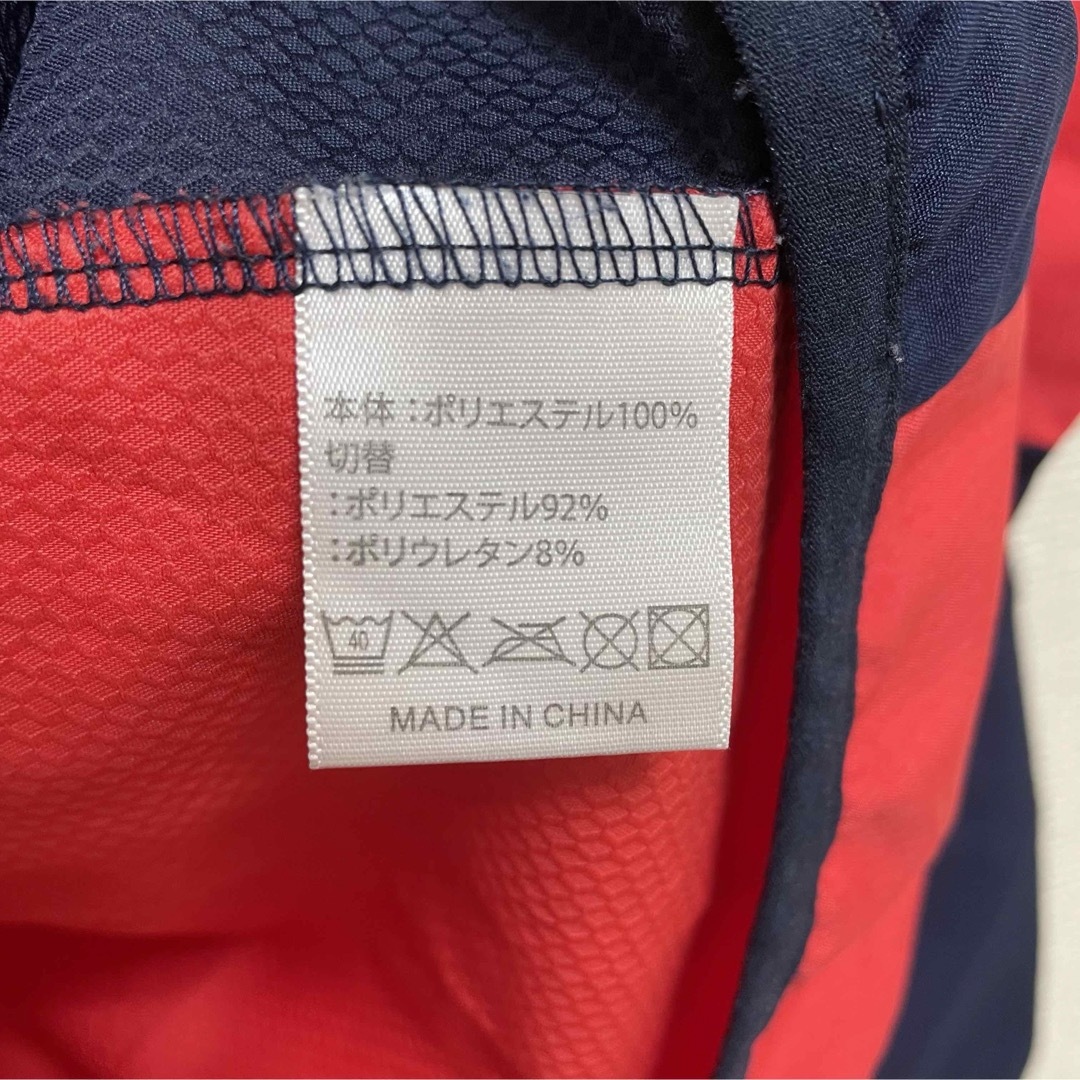 本体:ポリエステル100%
切替
:ポリエステル92%
:ポリウレタン8%
40
MADE IN CHINA